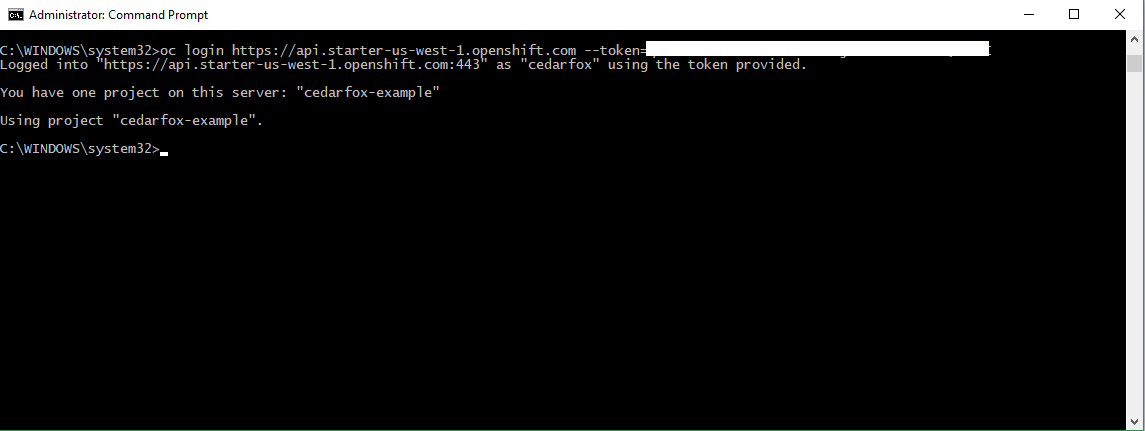 Administrator: Command Prompt
C:\WINDOWS\system32>oc login https://api.starter-us-west-1.openshift.com --token=
Logged into "https://api.starter-us-west-1.openshift.com:443" as "cedarfox" using the token provided.
You have one project on this server: "cedarfox-example"
Using project "cedarfox-example".
C:\WINDOWS\system32>